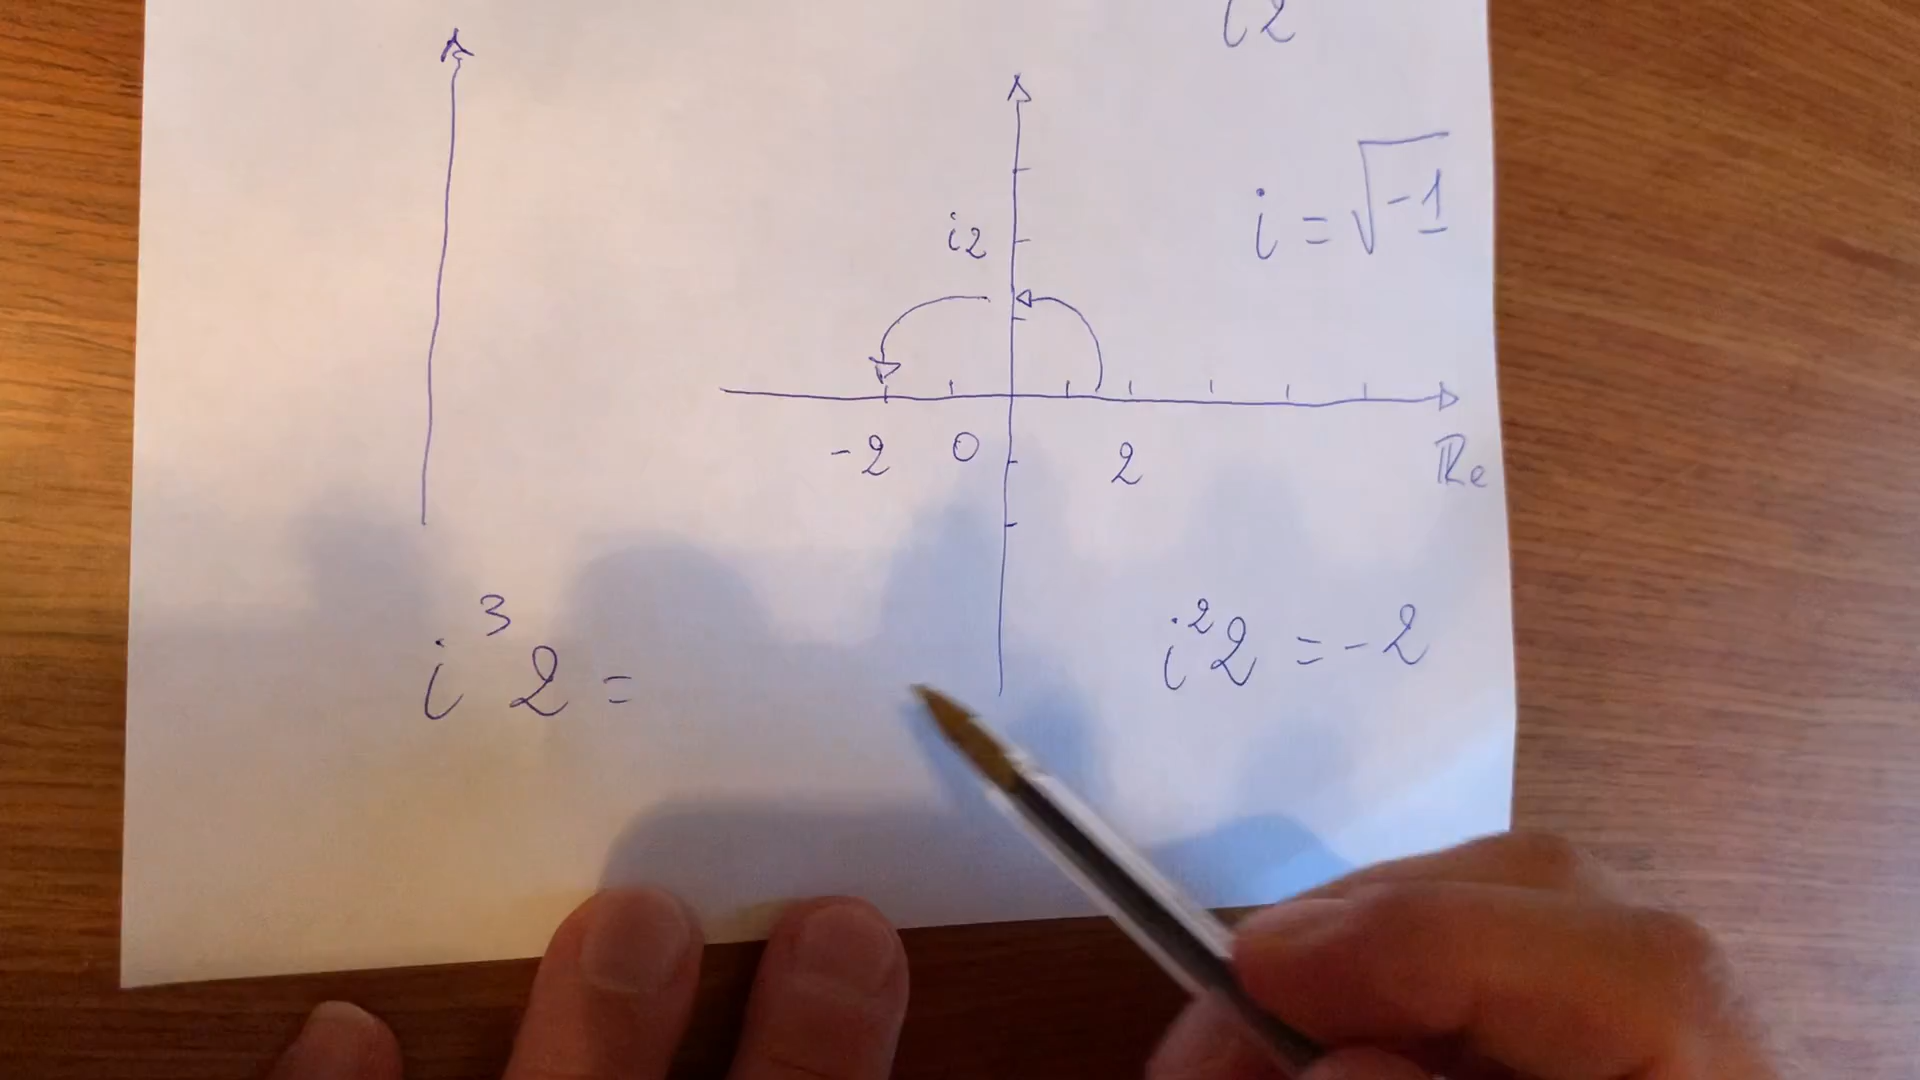 i2
i = √-1
i2
-2 0 2 Re
i³2 =
i²2 = -2